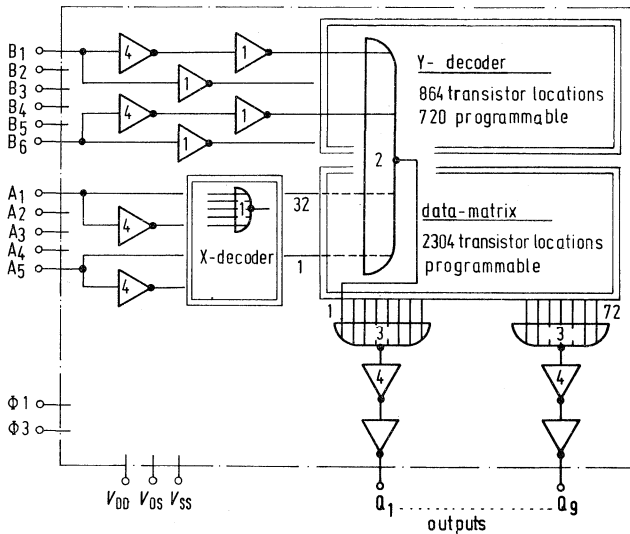 B1
B2
B3
B4
B5
B6
4
1
1
4
1
1
Y- decoder
864 transistor locations
720 programmable
2
A1
A2
A3
A4
A5
4
4
1
X-decoder
32
1
data-matrix
2304 transistor locations
programmable
1
72
3
3
4
4
Φ1
Φ3
VDD
VDS
VSS
Q1 ........... Q9
outputs